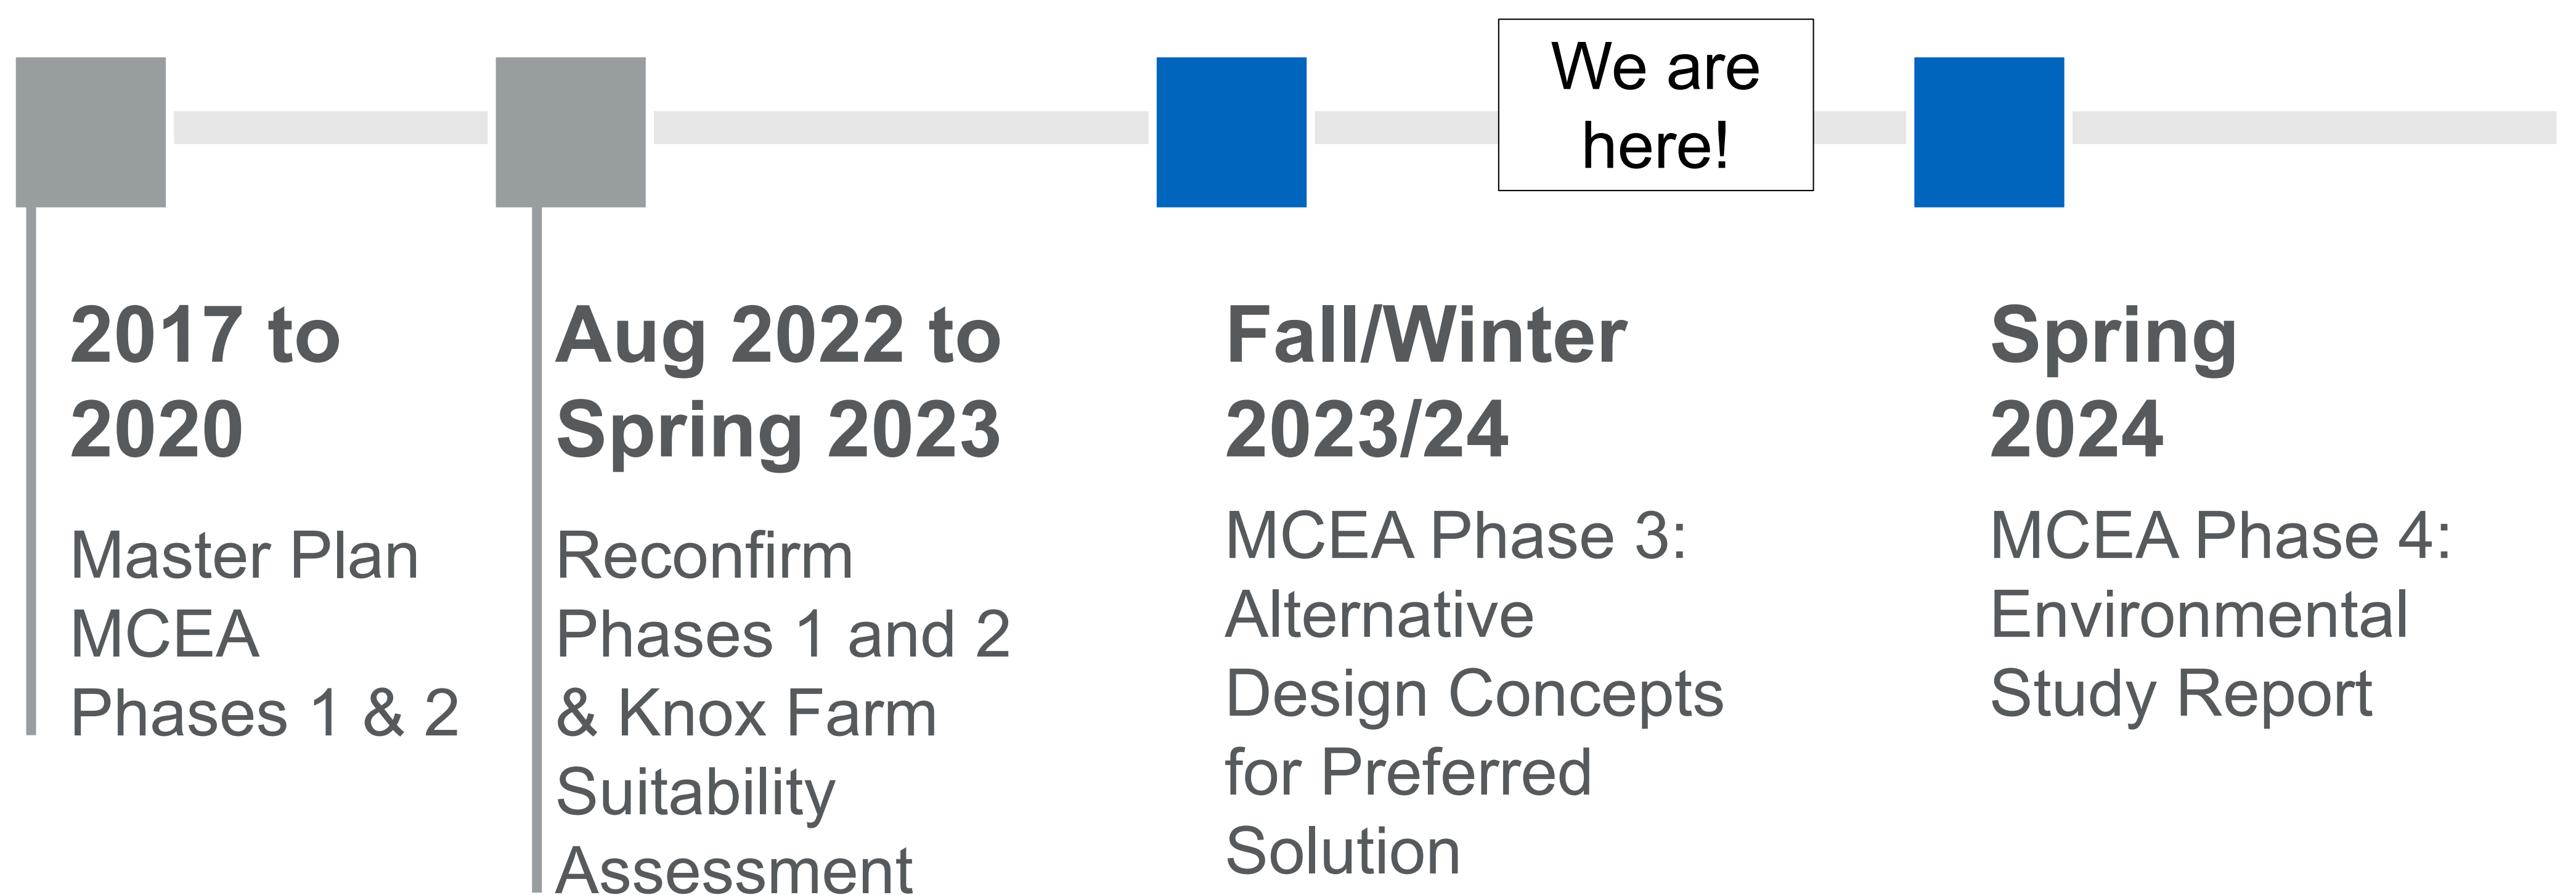 We are
here!
2017 to
2020
Master Plan
MCEA
Phases 1 & 2
Aug 2022 to
Spring 2023
Reconfirm
Phases 1 and 2
& Knox Farm
Suitability
Assessment
Fall/Winter
2023/24
MCEA Phase 3:
Alternative
Design Concepts
for Preferred
Solution
Spring
2024
MCEA Phase 4:
Environmental
Study Report